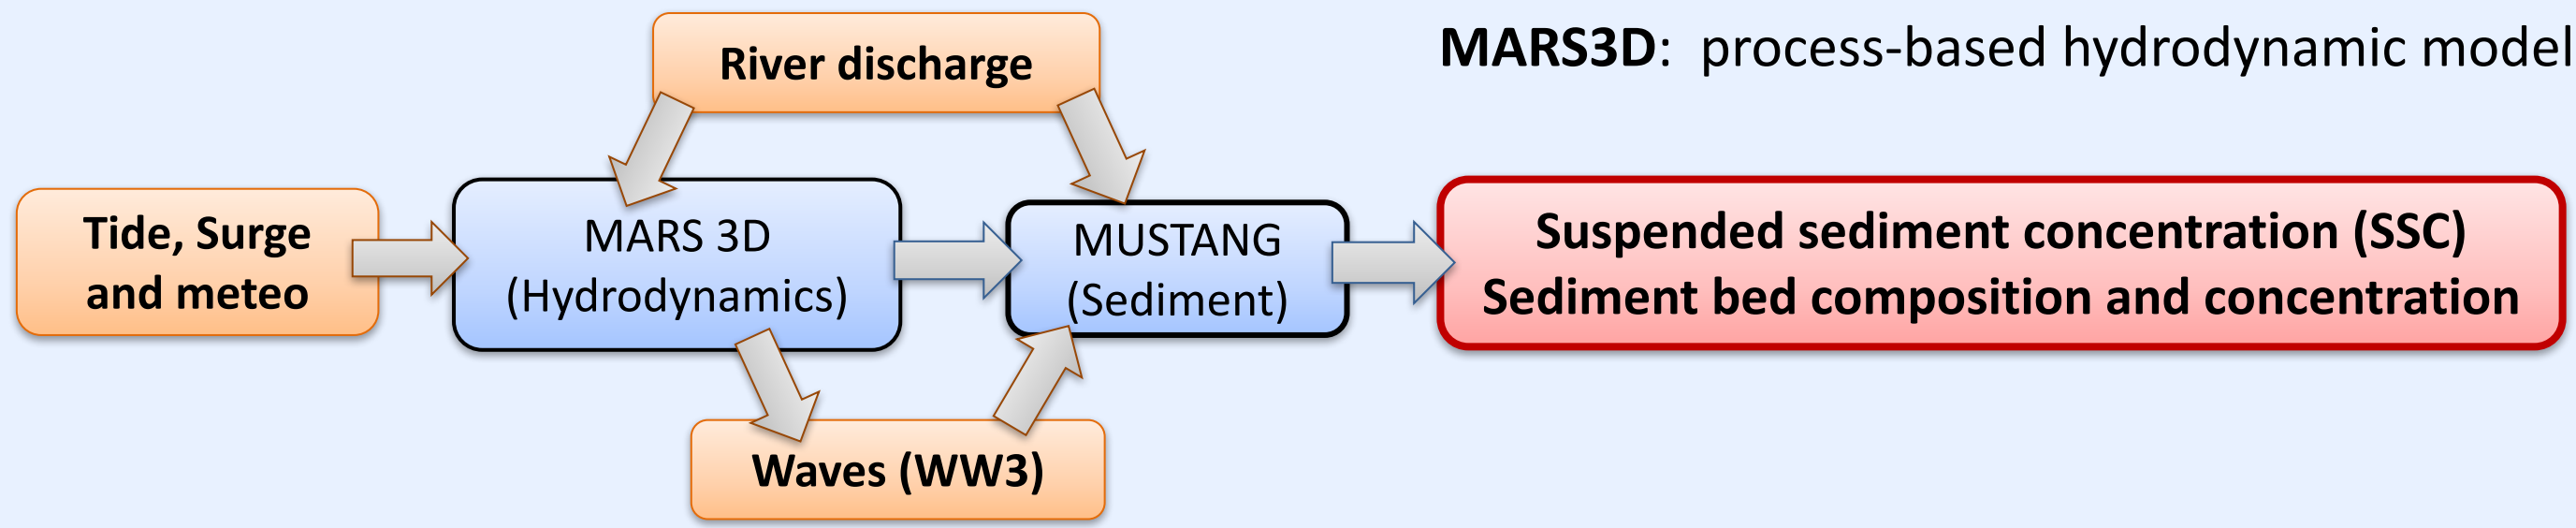 River discharge
MARS3D: process-based hydrodynamic model
Tide, Surge
and meteo
MARS 3D
(Hydrodynamics)
MUSTANG
(Sediment)
Suspended sediment concentration (SSC)
Sediment bed composition and concentration
Waves (WW3)